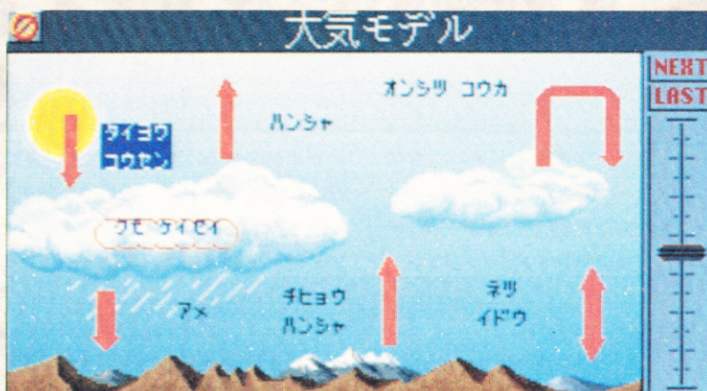 大気モデル
NEXT
LAST
オンシツ コウカ
ハンシャ
タイヨウ
コウセン
クモ ケイセイ
アメ
チヒョウ
ハンシャ
ネツ
イドウ